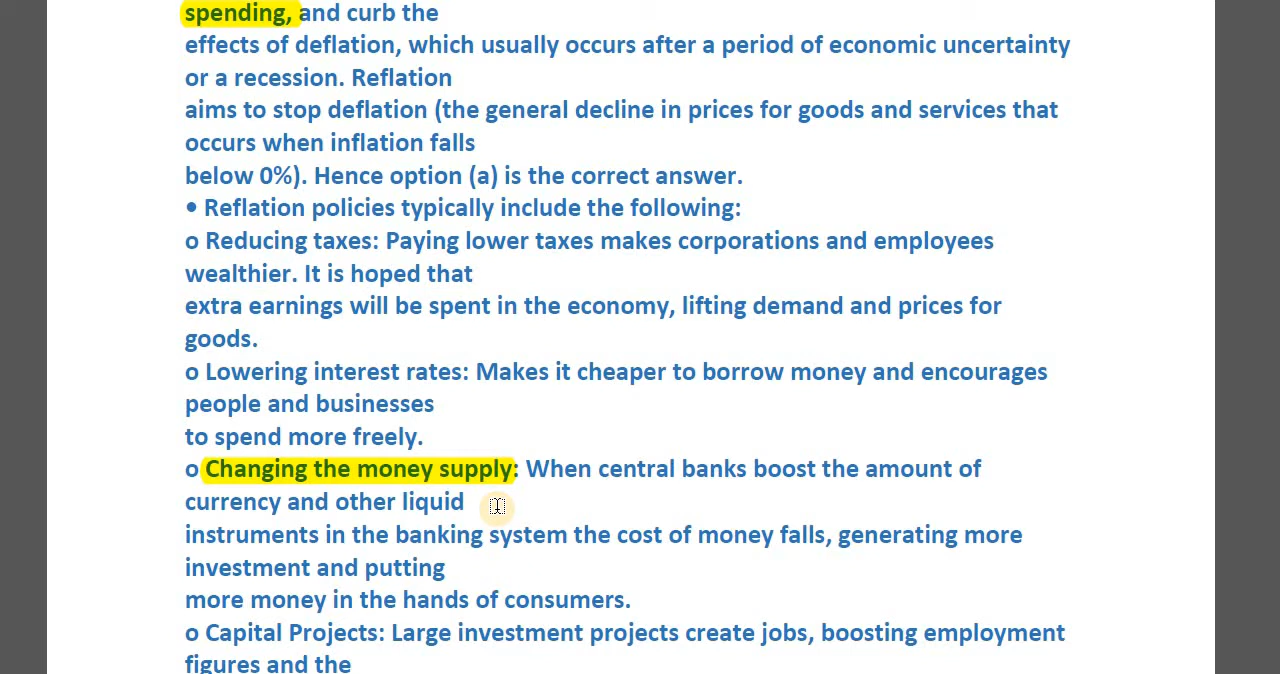 spending, and curb the
effects of deflation, which usually occurs after a period of economic uncertainty
or a recession. Reflation
aims to stop deflation (the general decline in prices for goods and services that
occurs when inflation falls
below 0%). Hence option (a) is the correct answer.
• Reflation policies typically include the following:
o Reducing taxes: Paying lower taxes makes corporations and employees
wealthier. It is hoped that
extra earnings will be spent in the economy, lifting demand and prices for
goods.
o Lowering interest rates: Makes it cheaper to borrow money and encourages
people and businesses
to spend more freely.
o Changing the money supply: When central banks boost the amount of
currency and other liquid
instruments in the banking system the cost of money falls, generating more
investment and putting
more money in the hands of consumers.
o Capital Projects: Large investment projects create jobs, boosting employment
figures and the